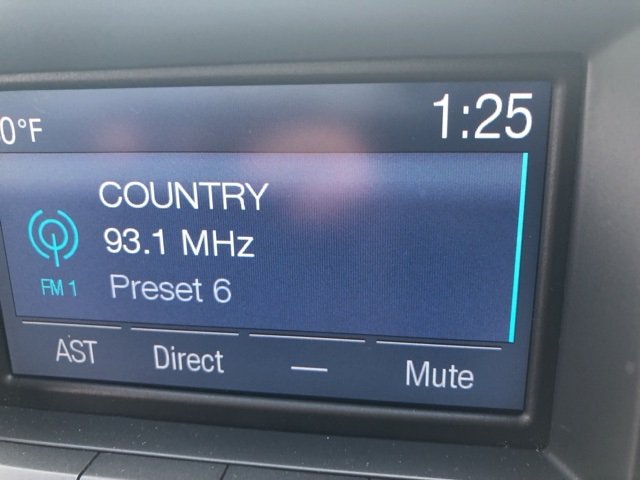 0°F 1:25
COUNTRY
93.1 MHz
FM 1 Preset 6
AST Direct — Mute